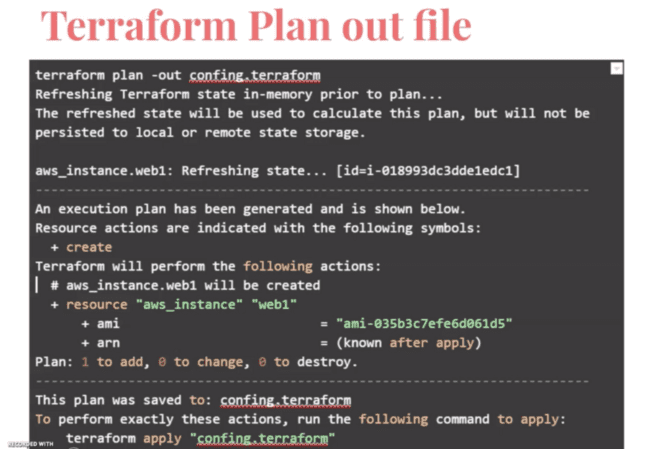 Terraform Plan out file
terraform plan -out confing.terraform
Refreshing Terraform state in-memory prior to plan...
The refreshed state will be used to calculate this plan, but will not be
persisted to local or remote state storage.
aws_instance.web1: Refreshing state... [id=i-018993dc3dde1edc1]
--------------------------------------------------------------------
An execution plan has been generated and is shown below.
Resource actions are indicated with the following symbols:
+ create
Terraform will perform the following actions:
| # aws_instance.web1 will be created
+ resource "aws_instance" "web1"
+ ami = "ami-035b3c7efe6d061d5"
+ arn = (known after apply)
Plan: 1 to add, 0 to change, 0 to destroy.
--------------------------------------------------------------------
This plan was saved to: confing.terraform
To perform exactly these actions, run the following command to apply:
terraform apply "confing.terraform"
RECORDED WITH